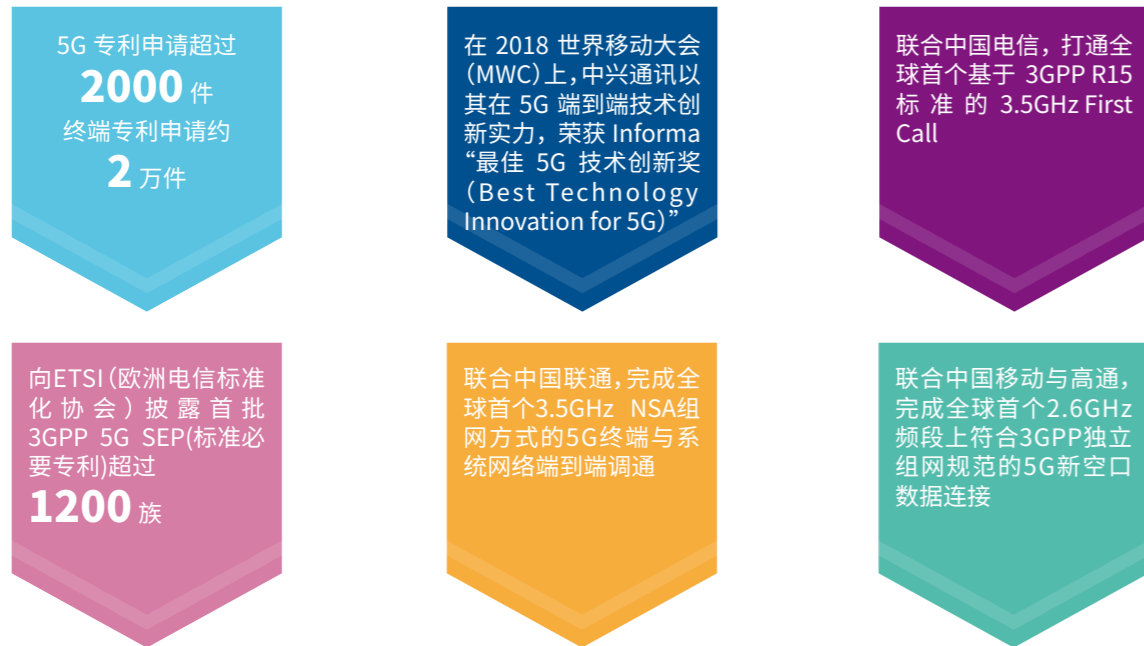 5G 专利申请超过
2000 件
终端专利申请约
2 万件
在 2018 世界移动大会
（MWC）上，中兴通讯以
其在 5G 端到端技术创
新实力，荣获 Informa
“最佳 5G 技术创新奖
（Best Technology
Innovation for 5G）”
联合中国电信，打通全
球首个基于 3GPP R15
标准的 3.5GHz First
Call
向ETSI（欧洲电信标准
化协会）披露首批
3GPP 5G SEP(标准必
要专利)超过
1200 族
联合中国联通，完成全
球首个3.5GHz NSA组
网方式的5G终端与系
统网络端到端调通
联合中国移动与高通，
完成全球首个2.6GHz
频段上符合3GPP独立
组网规范的5G新空口
数据连接